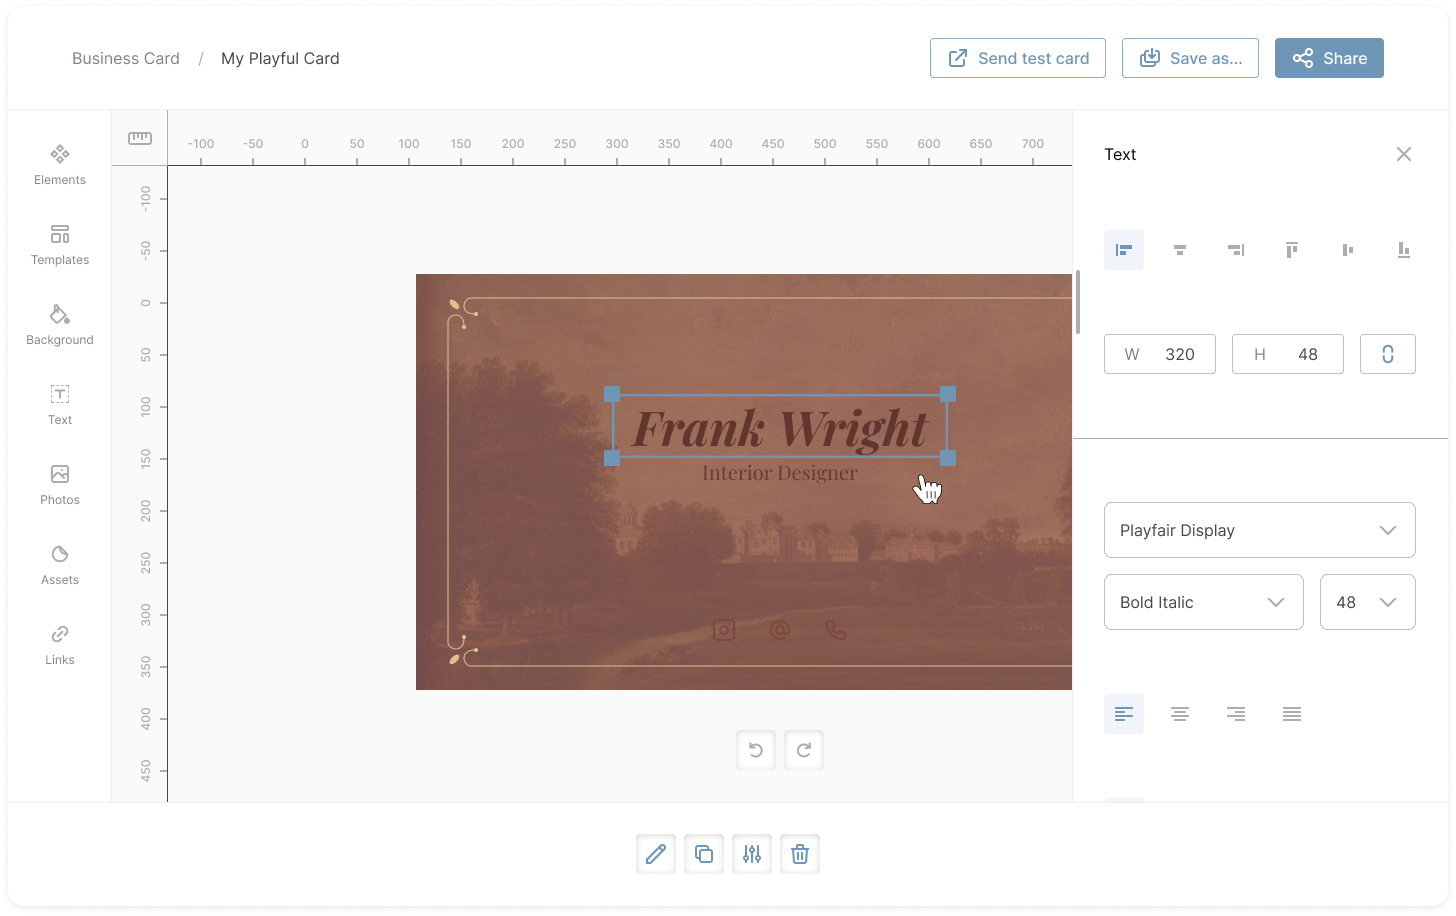 Business Card / My Playful Card
Send test card
Save as...
Share
Elements
Templates
Background
Text
Photos
Assets
Links
-100 -50 0 50 100 150 200 250 300 350 400 450 500 550 600 650 700
-100
-50
0
50
100
150
200
250
300
350
400
450
Frank Wright
Interior Designer
Text
W 320 H 48
Playfair Display
Bold Italic 48